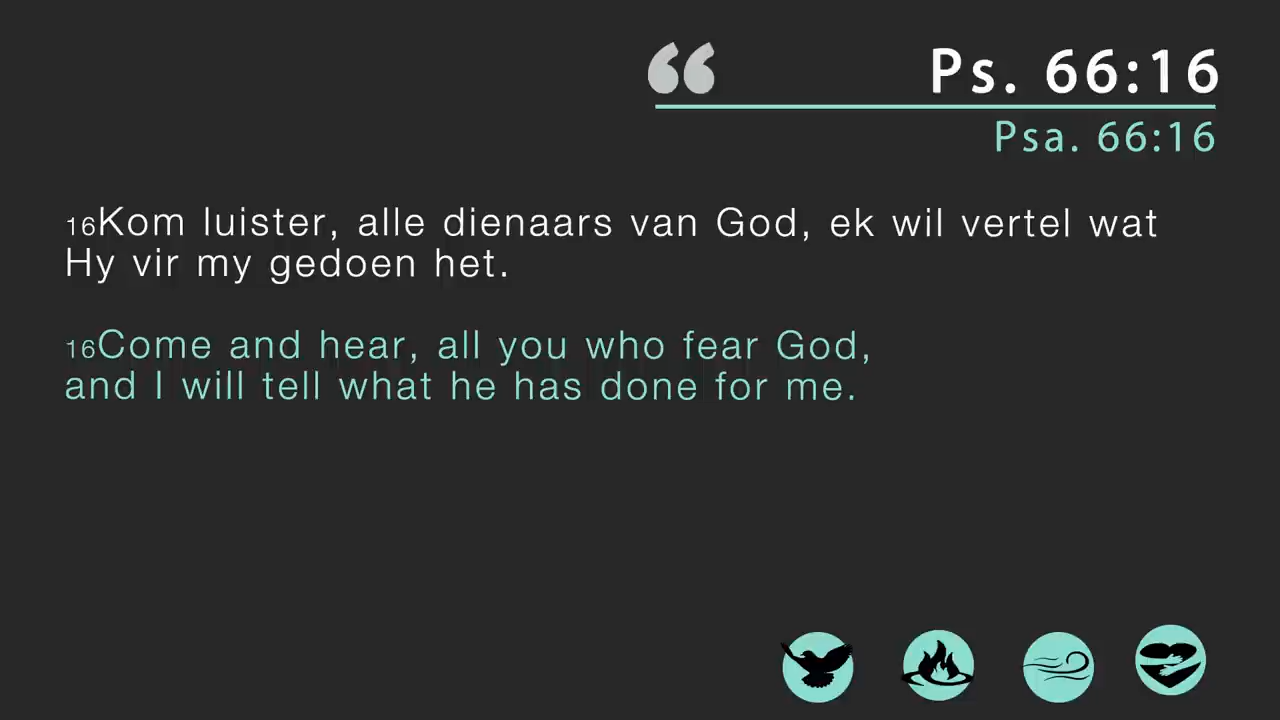 “ Ps. 66:16
Psa. 66:16
16Kom luister, alle dienaars van God, ek wil vertel wat
Hy vir my gedoen het.
16Come and hear, all you who fear God,
and I will tell what he has done for me.